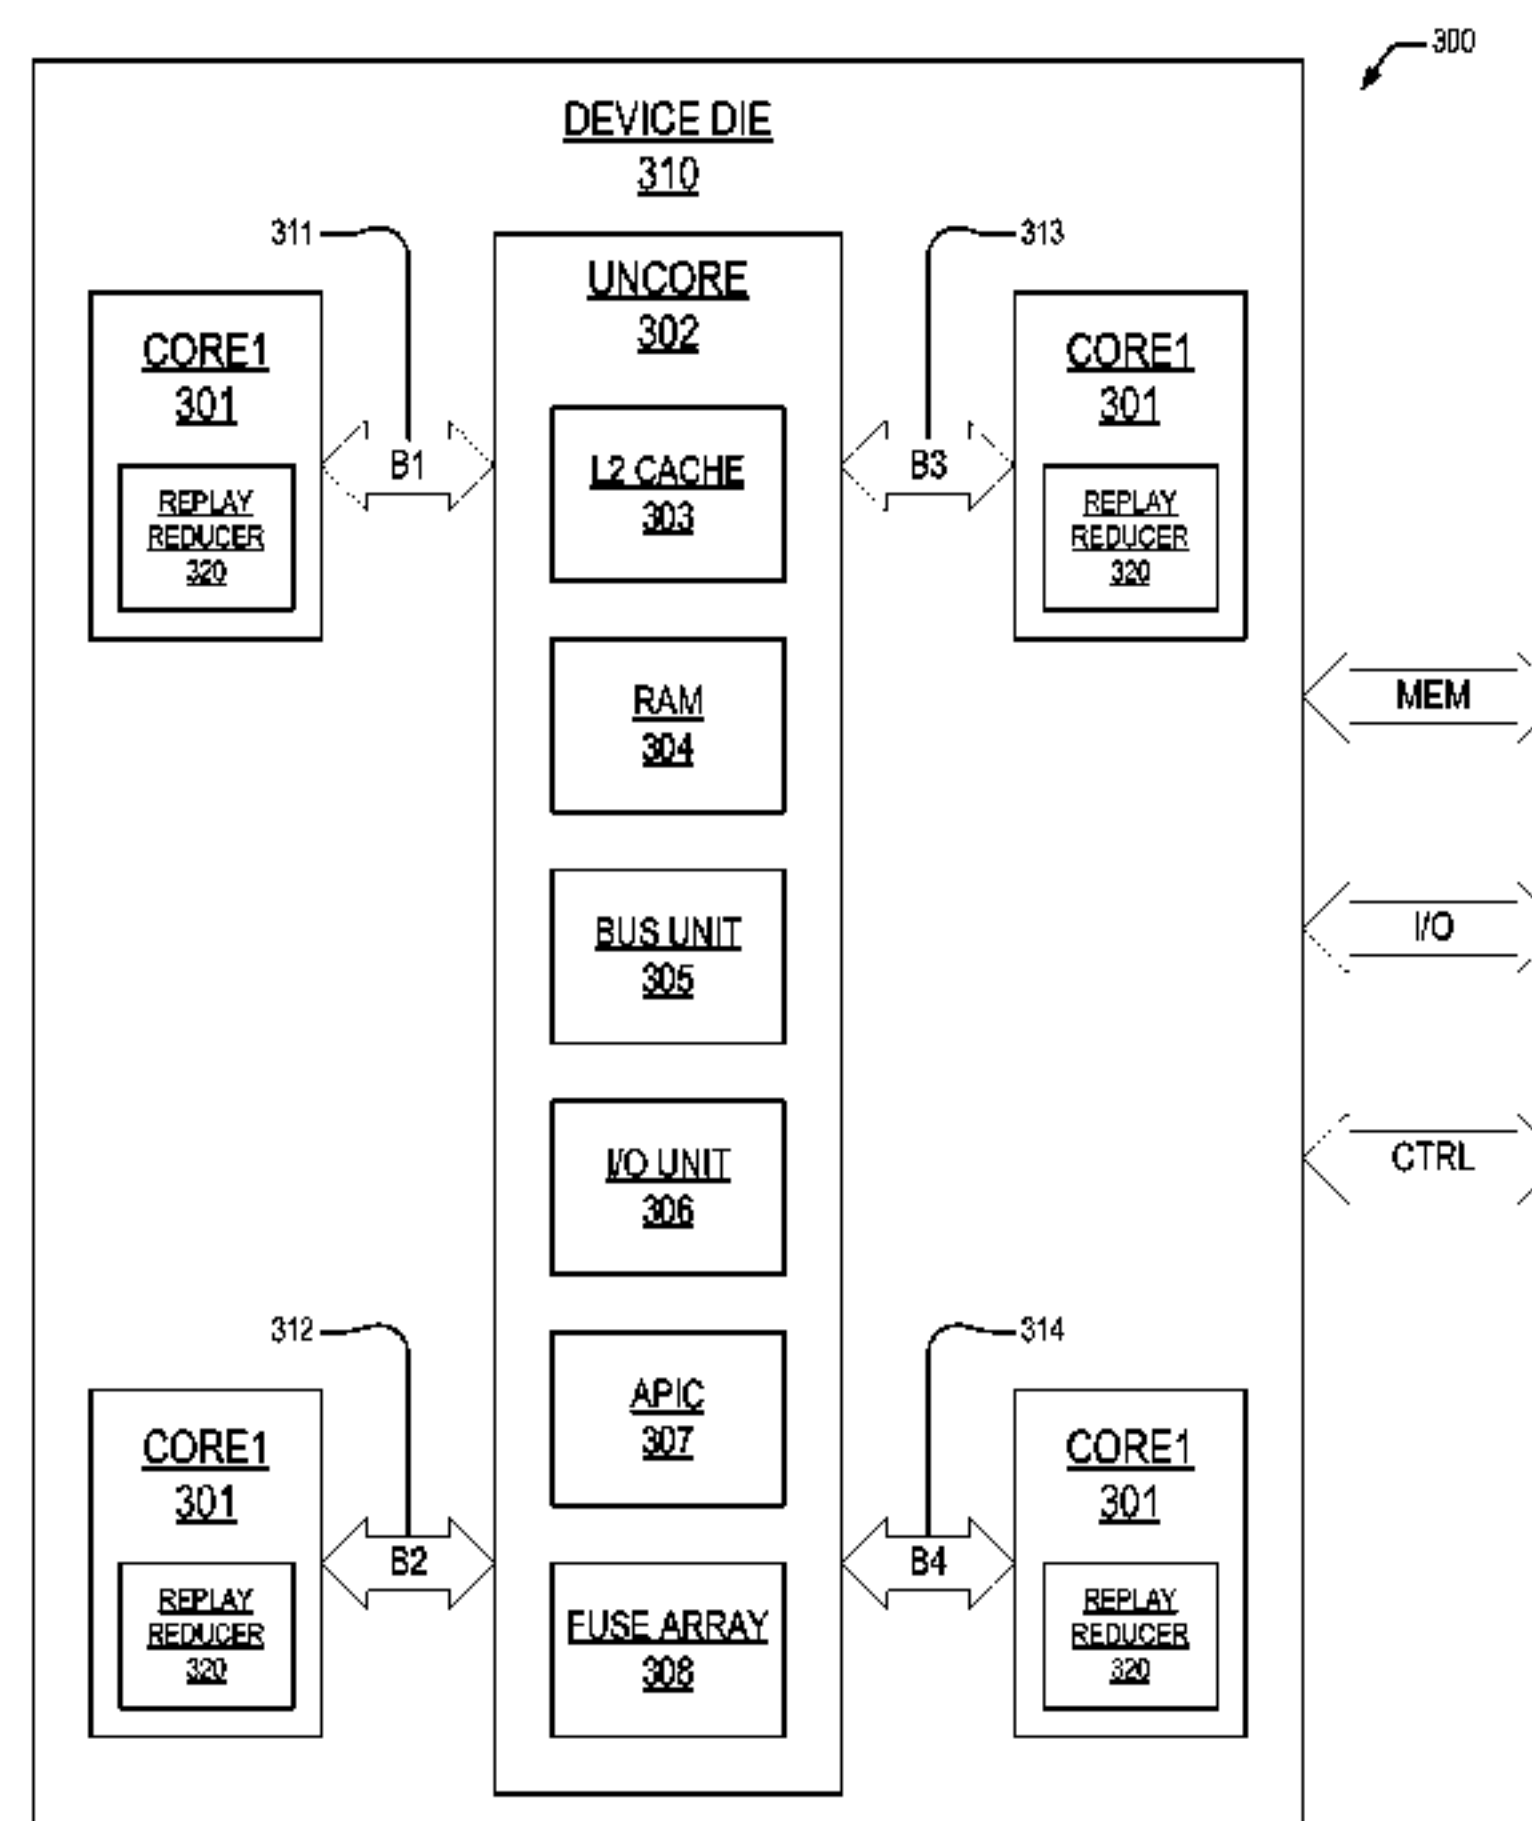 300
DEVICE DIE
310
311
313
UNCORE
302
CORE1
301
REPLAY
REDUCER
320
B1
L2 CACHE
303
B3
CORE1
301
REPLAY
REDUCER
320
RAM
304
MEM
BUS UNIT
305
I/O
I/O UNIT
306
CTRL
312
314
APIC
307
CORE1
301
REPLAY
REDUCER
320
B2
FUSE ARRAY
308
B4
CORE1
301
REPLAY
REDUCER
320